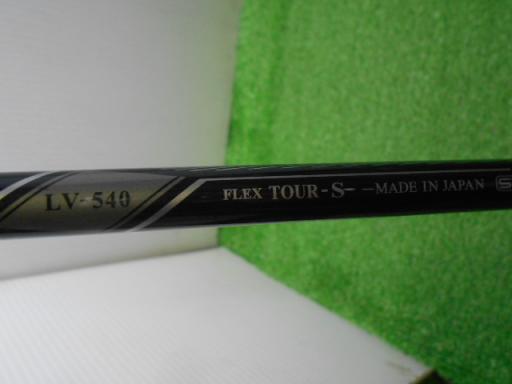 LV-540 FLEX TOUR-S- —MADE IN JAPAN S